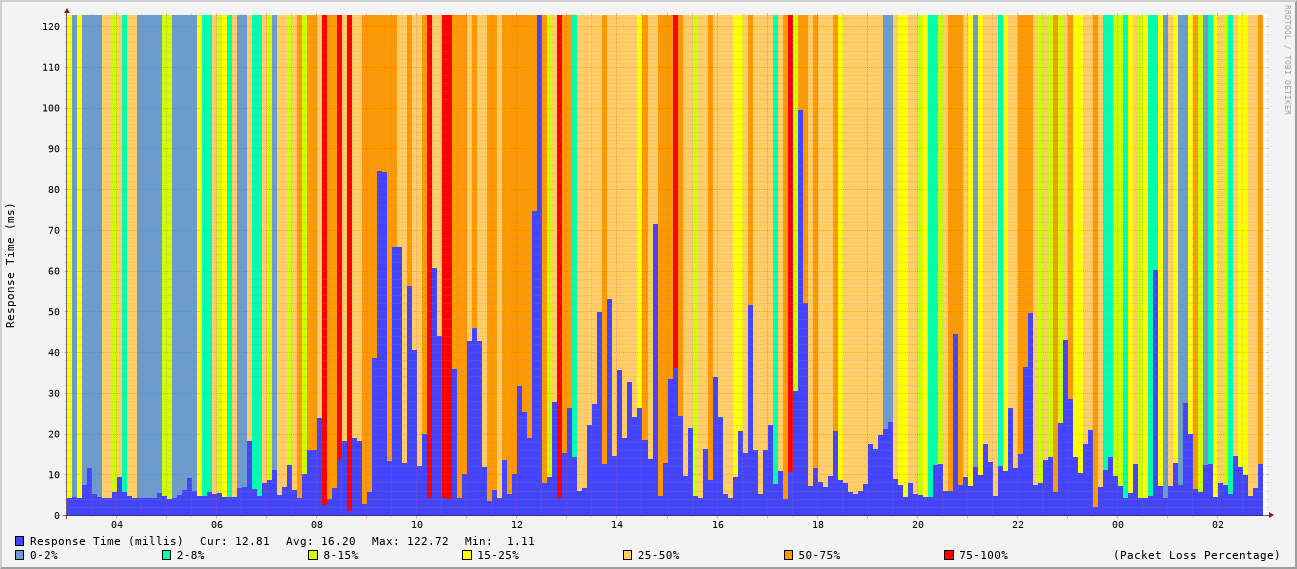 RRDTOOL / TOBI OETIKER
Response Time (ms)
120
110
100
90
80
70
60
50
40
30
20
10
0
04 06 08 10 12 14 16 18 20 22 00 02
Response Time (millis) Cur: 12.81 Avg: 16.20 Max: 122.72 Min: 1.11
0-2% 2-8% 8-15% 15-25% 25-50% 50-75% 75-100% (Packet Loss Percentage)